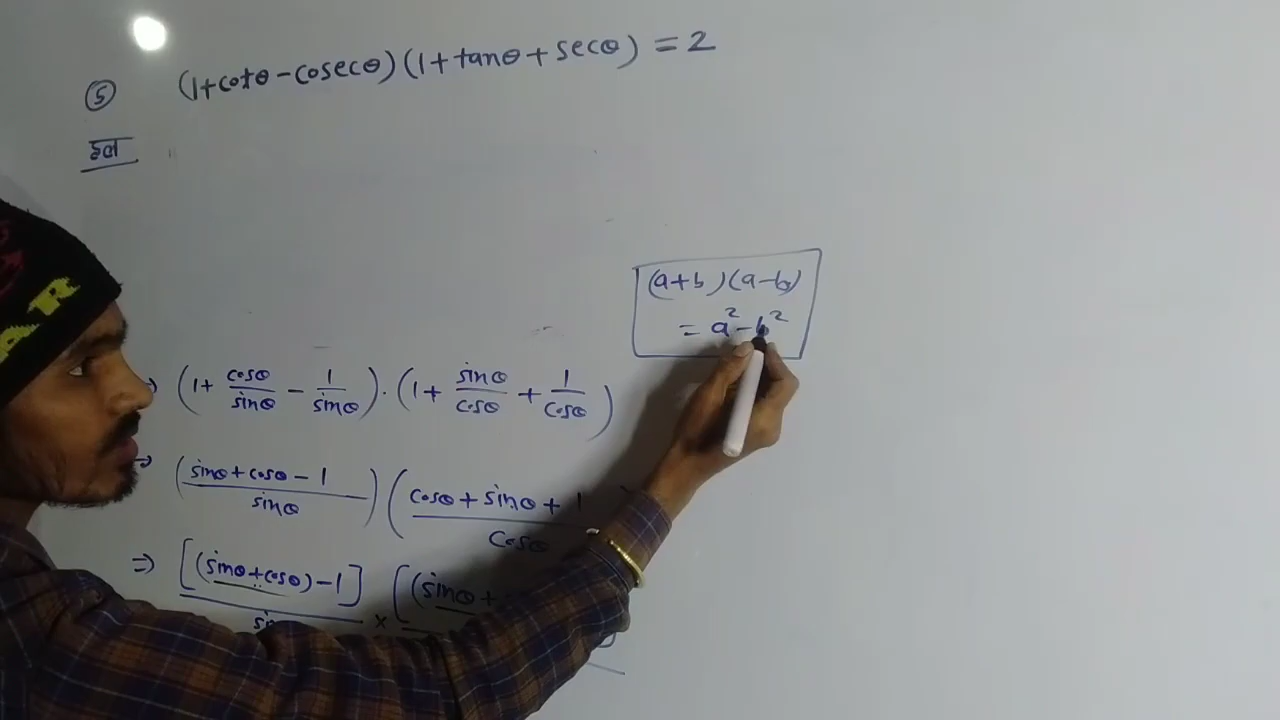 ⑤ (1+cotθ-cosecθ)(1+tanθ+secθ) = 2
हल
(a+b)(a-b)
= a² - b²
(1+ cosθ/sinθ - 1/sinθ) . (1+ sinθ/cosθ + 1/cosθ)
(sinθ+cosθ-1 / sinθ) (cosθ+sinθ+1 / cosθ)
⇒ [(sinθ+cosθ)-1] × [(sinθ+